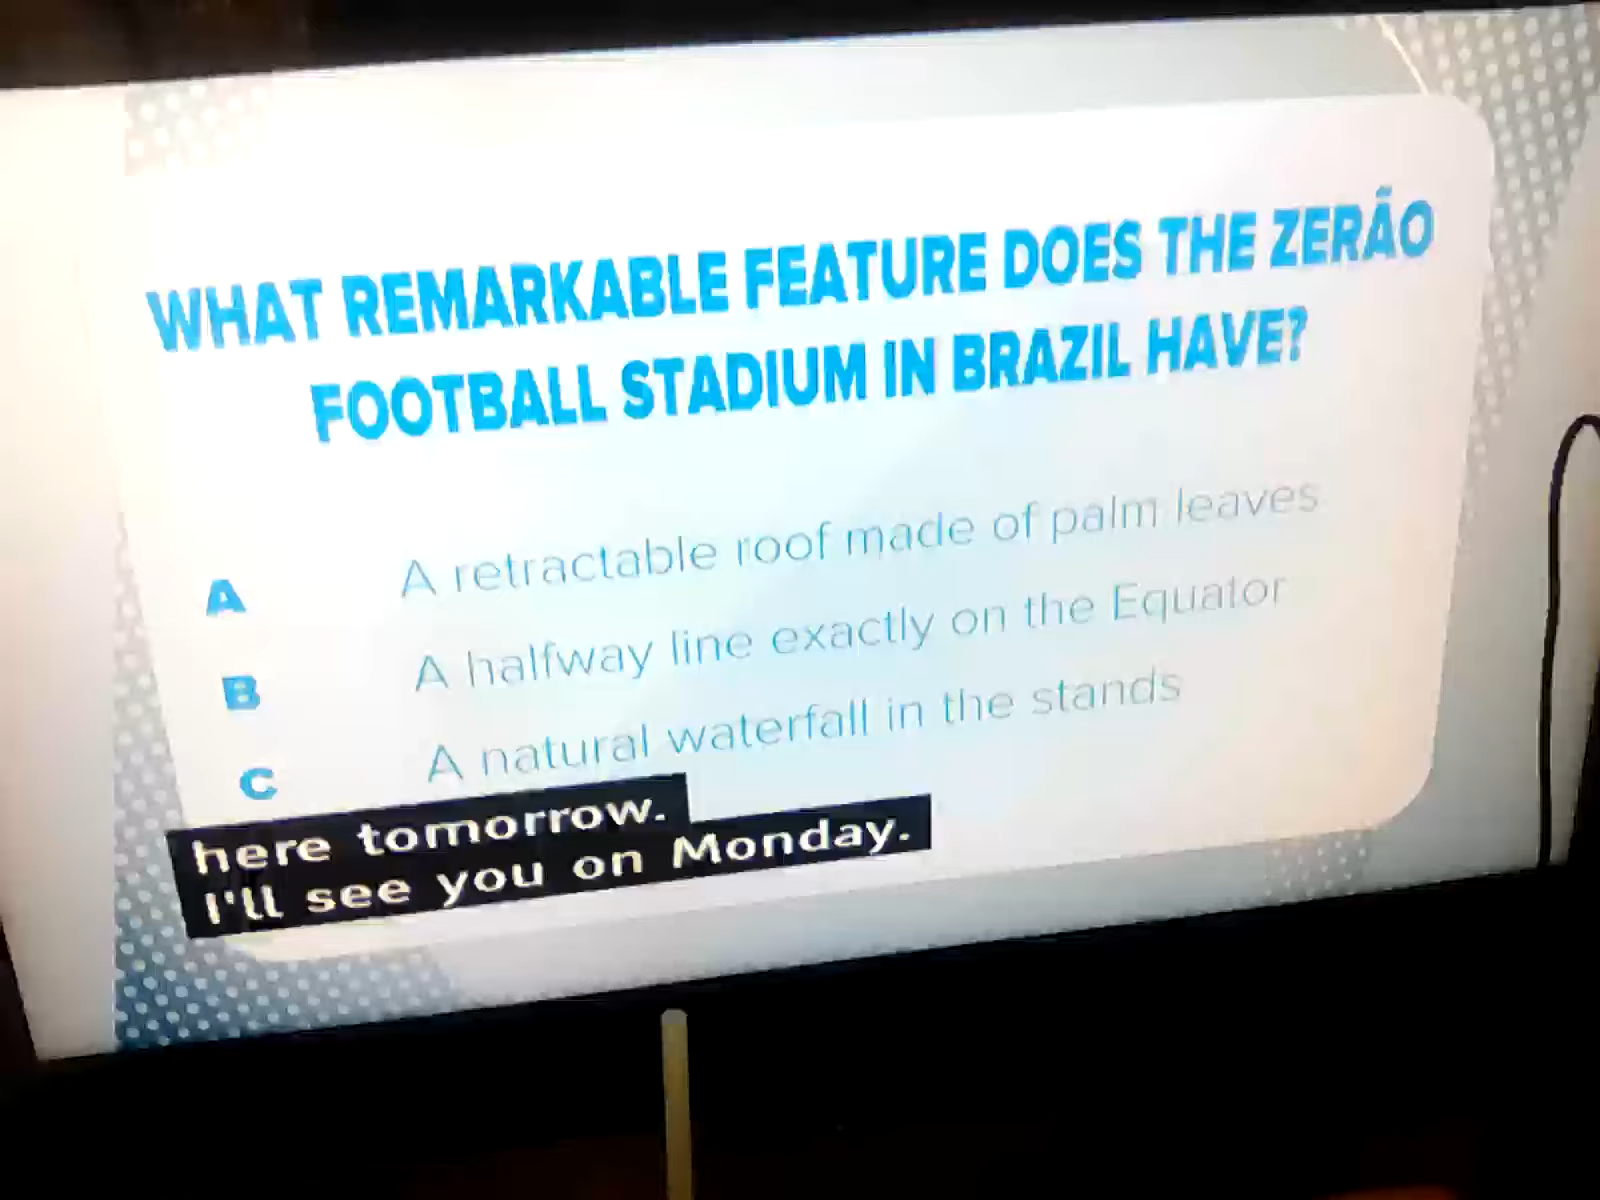 WHAT REMARKABLE FEATURE DOES THE ZERÃO
FOOTBALL STADIUM IN BRAZIL HAVE?
A A retractable roof made of palm leaves
B A halfway line exactly on the Equator
C A natural waterfall in the stands
here tomorrow.
I'll see you on Monday.